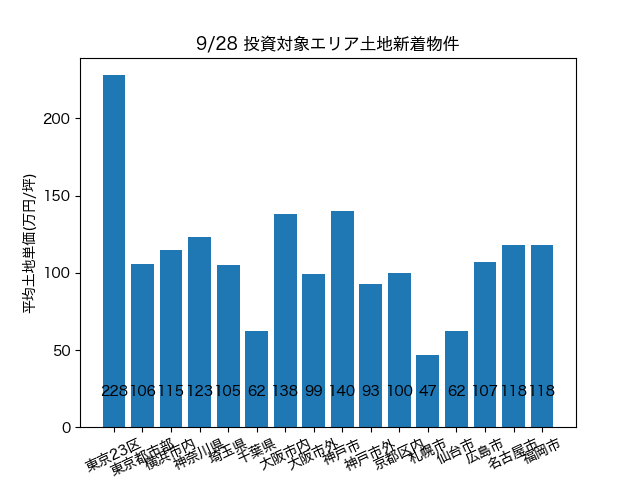 9/28 投資対象エリア土地新着物件
平均土地単価(万円/坪)
200
150
100
50
0
228 106 115 123 105 62 138 99 140 93 100 47 62 107 118 118
東京23区
東京都市部
横浜市内
神奈川県
埼玉県
千葉県
大阪市内
大阪市外
神戸市
神戸市外
京都区内
札幌市
仙台市
広島市
名古屋市
福岡市